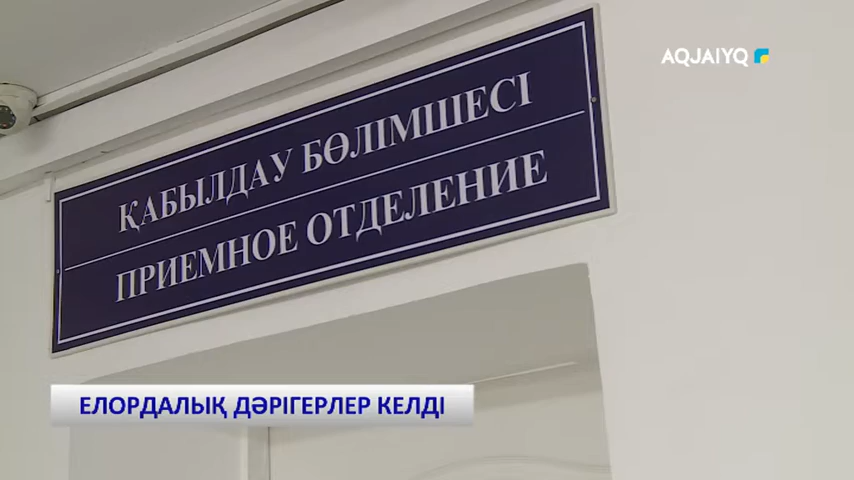 AQJAIYQ
ҚАБЫЛДАУ БӨЛІМШЕСІ
ПРИЕМНОЕ ОТДЕЛЕНИЕ
ЕЛОРДАЛЫҚ ДӘРІГЕРЛЕР КЕЛДІ